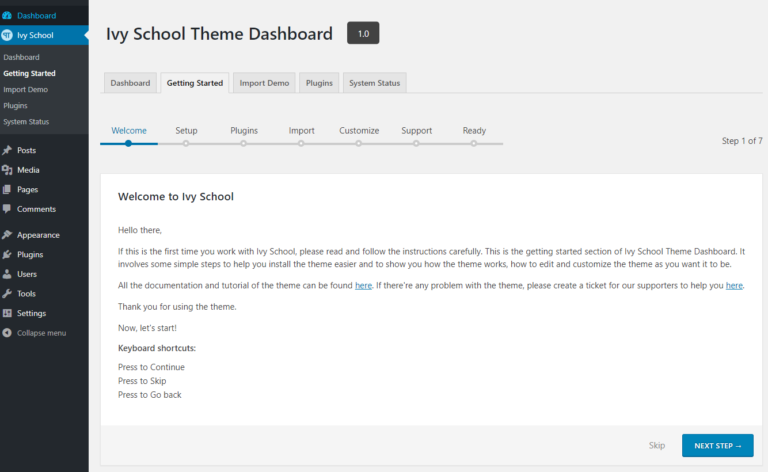 Dashboard
Ivy School
Dashboard
Getting Started
Import Demo
Plugins
System Status
Posts
Media
Pages
Comments
Appearance
Plugins
Users
Tools
Settings
Collapse menu
Ivy School Theme Dashboard 1.0
Dashboard Getting Started Import Demo Plugins System Status
Welcome Setup Plugins Import Customize Support Ready
Step 1 of 7
Welcome to Ivy School
Hello there,
If this is the first time you work with Ivy School, please read and follow the instructions carefully. This is the getting started section of Ivy School Theme Dashboard. It
involves some simple steps to help you install the theme easier and to show you how the theme works, how to edit and customize the theme as you want it to be.
All the documentation and tutorial of the theme can be found here. If there're any problem with the theme, please create a ticket for our supporters to help you here.
Thank you for using the theme.
Now, let's start!
Keyboard shortcuts:
Press to Continue
Press to Skip
Press to Go back
Skip NEXT STEP →